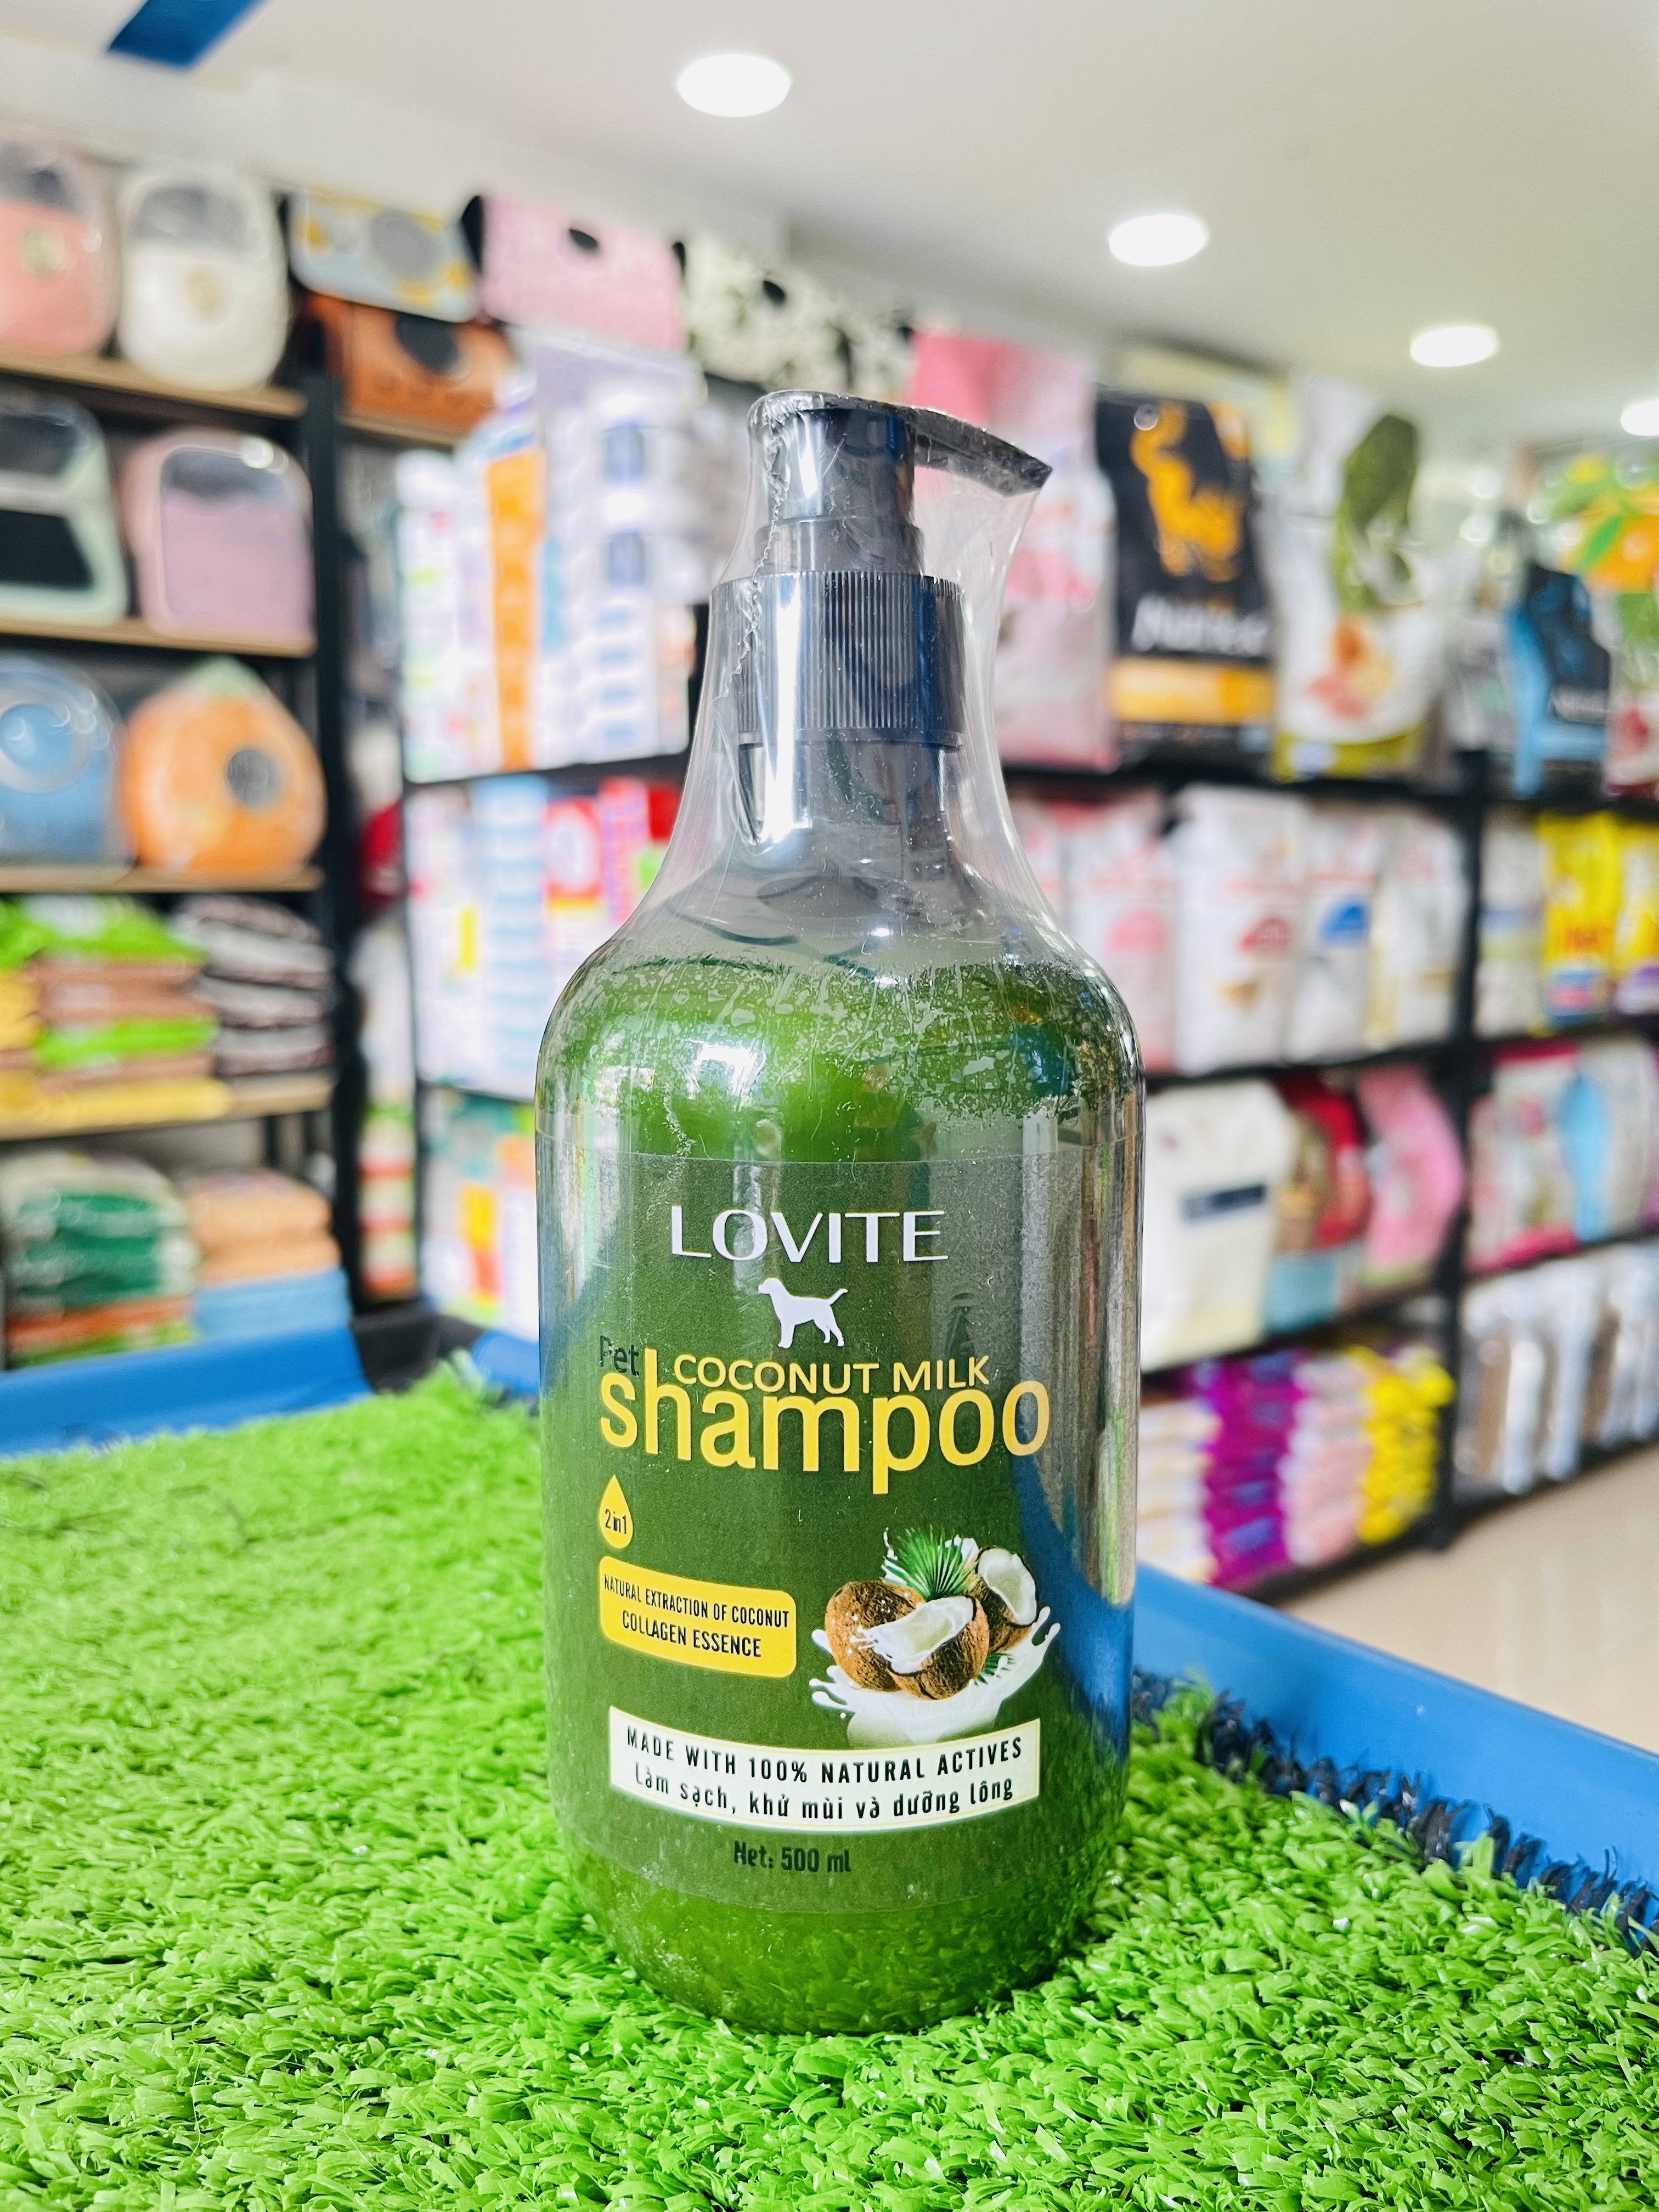 LOVITE
Pet
COCONUT MILK
shampoo
2in1
NATURAL EXTRACTION OF COCONUT
COLLAGEN ESSENCE
MADE WITH 100% NATURAL ACTIVES
Làm sạch, khử mùi và dưỡng lông
Net: 500 ml